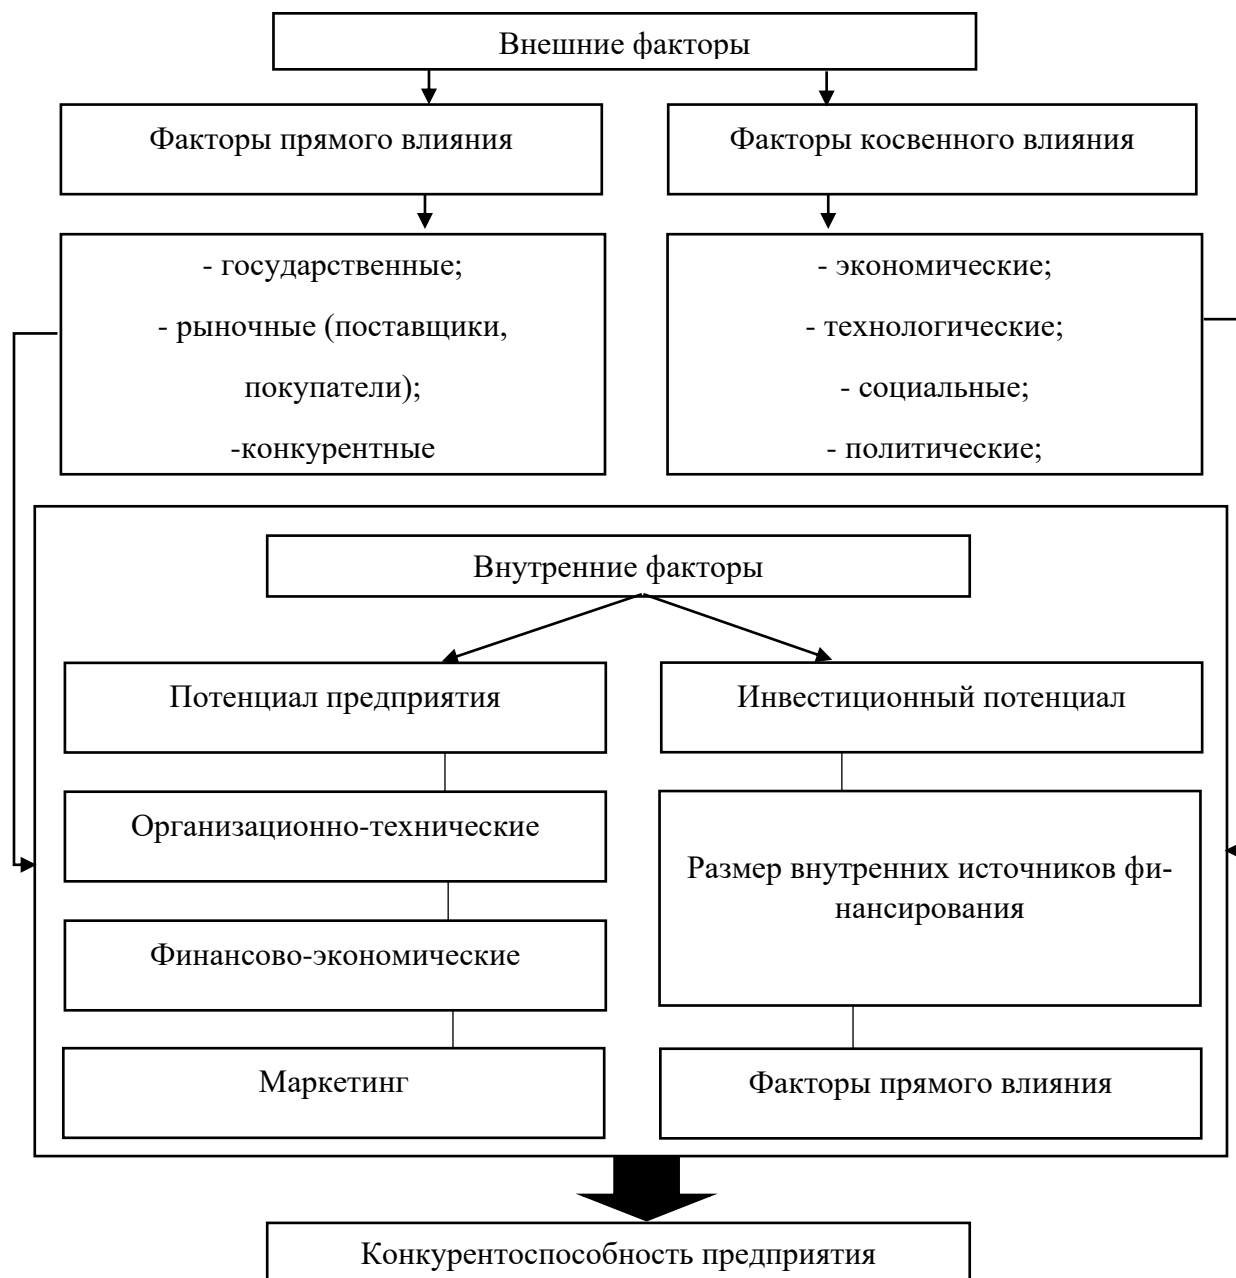 Внешние факторы
Факторы прямого влияния
Факторы косвенного влияния
- государственные;
- рыночные (поставщики,
покупатели);
-конкурентные
- экономические;
- технологические;
- социальные;
- политические;
Внутренние факторы
Потенциал предприятия
Инвестиционный потенциал
Организационно-технические
Размер внутренних источников фи-
нансирования
Финансово-экономические
Маркетинг
Факторы прямого влияния
Конкурентоспособность предприятия